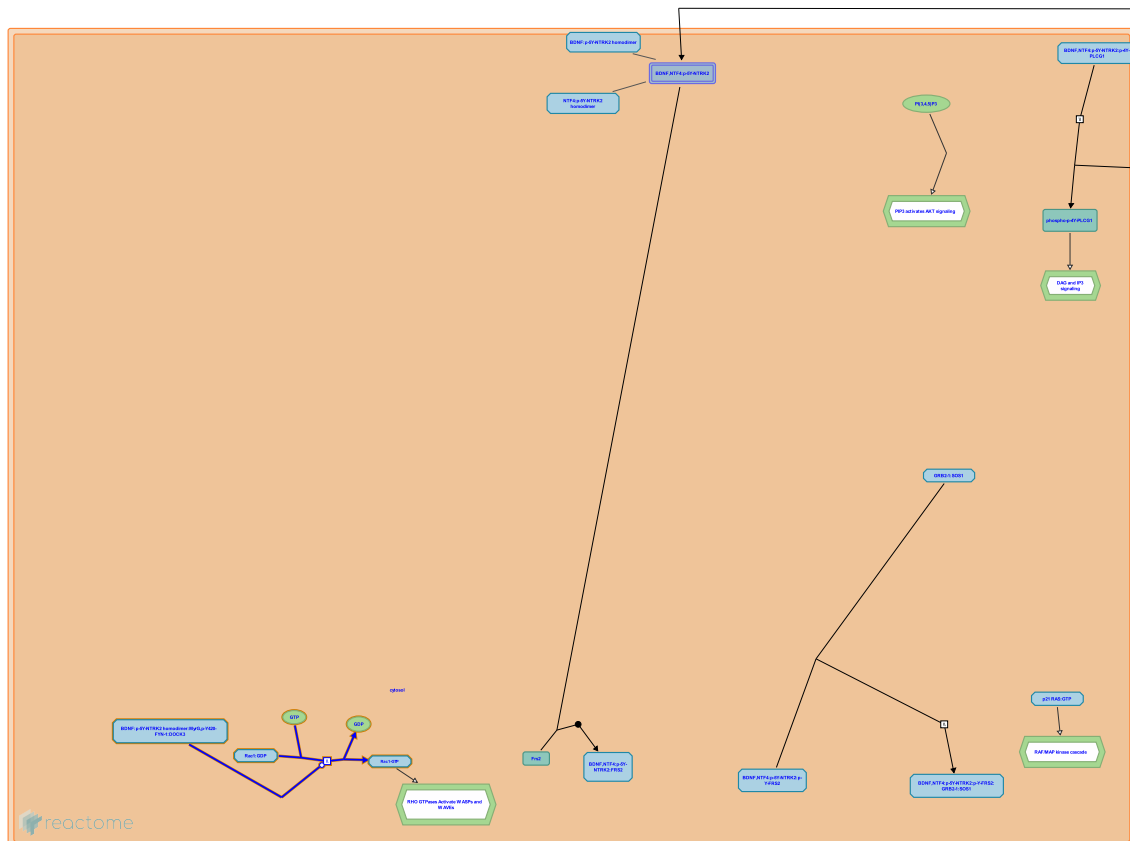 BDNF:p-5Y-NTRK2 homodimer
BDNF,NTF4:p-5Y-NTRK2
NTF4:p-5Y-NTRK2
homodimer
BDNF,NTF4:p-5Y-NTRK2:p-4Y-
PLCG1
PI(3,4,5)P3
PIP3 activates AKT signaling
phospho-p-4Y-PLCG1
DAG and IP3
signaling
GRB2-1:SOS1
cytosol
p21 RAS:GTP
GTP
GDP
BDNF:p-5Y-NTRK2 homodimer:MyrG,p-Y420-
FYN-1:DOCK3
Rac1:GDP
Rac1:GTP
Frs2
BDNF,NTF4:p-5Y-
NTRK2:FRS2
RAF/MAP kinase cascade
BDNF,NTF4:p-5Y-NTRK2:p-
Y-FRS2
BDNF,NTF4:p-5Y-NTRK2:p-Y-FRS2:
GRB2-1:SOS1
RHO GTPases Activate WASPs and
WAVEs
reactome